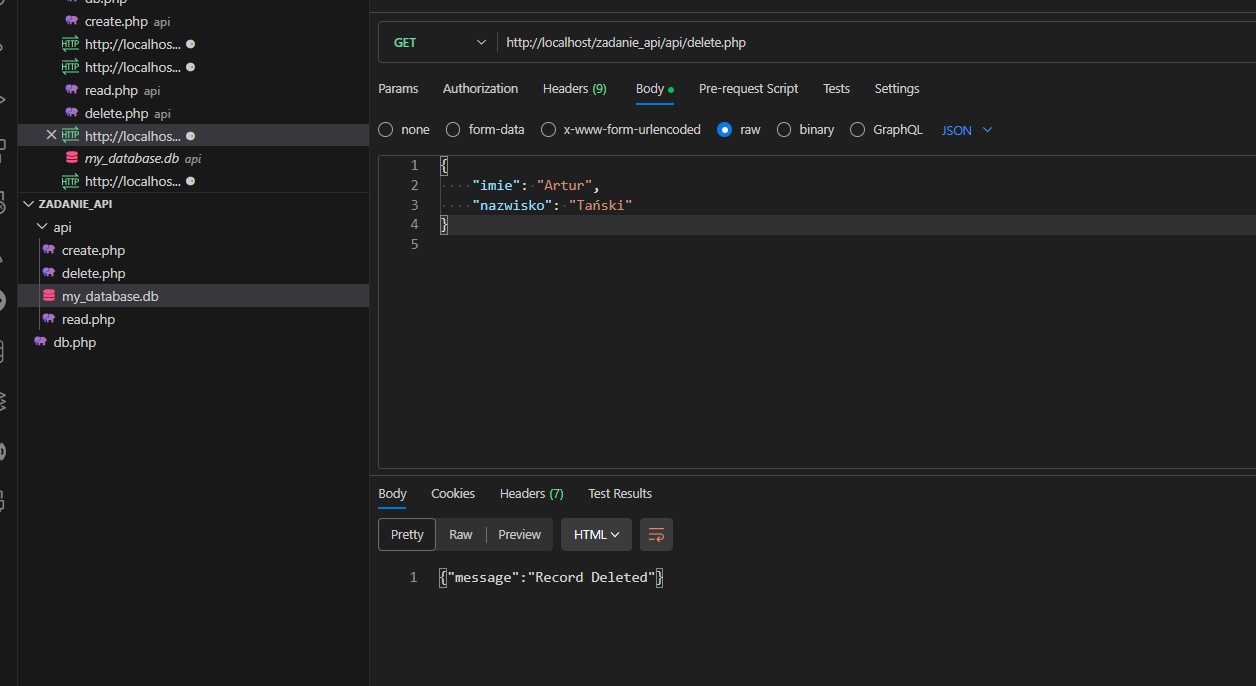 db.php
create.php api
http://localhos...
http://localhos...
read.php api
delete.php api
http://localhos...
my_database.db api
http://localhos...
ZADANIE_API
api
create.php
delete.php
my_database.db
read.php
db.php
GET http://localhost/zadanie_api/api/delete.php
Params Authorization Headers (9) Body Pre-request Script Tests Settings
none form-data x-www-form-urlencoded raw binary GraphQL JSON
1 {
2 "imie": "Artur",
3 "nazwisko": "Tański"
4 }
5
Body Cookies Headers (7) Test Results
Pretty Raw Preview HTML
1 {"message":"Record Deleted"}